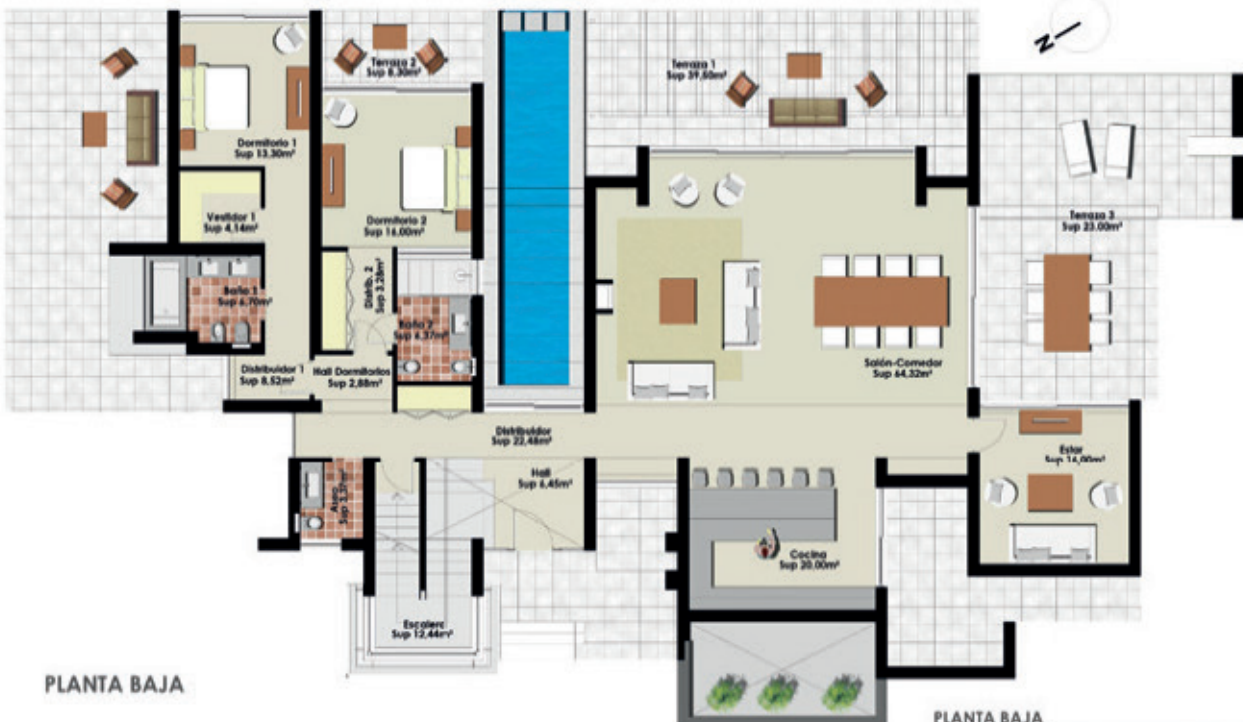 N
Terraza 2
Sup 8,30m²
Terraza 1
Sup 39,50m²
Dormitorio 1
Sup 13,30m²
Vestidor 1
Sup 4,14m²
Dormitorio 2
Sup 16,00m²
Terraza 3
Sup 23.00m²
Baño 1
Sup 6,70m²
Distrib. 2
Sup 3,28m²
Baño 2
Sup 6,37m²
Distribuidor 1
Sup 8,52m²
Hall Dormitorios
Sup 2,88m²
Salón-Comedor
Sup 64,32m²
Distribuidor
Sup 22,48m²
Hall
Sup 6,45m²
Estar
Sup 16,00m²
Aseo
Cocina
Sup 20,00m²
Escalera
Sup 12,44m²
PLANTA BAJA
PLANTA BAJA